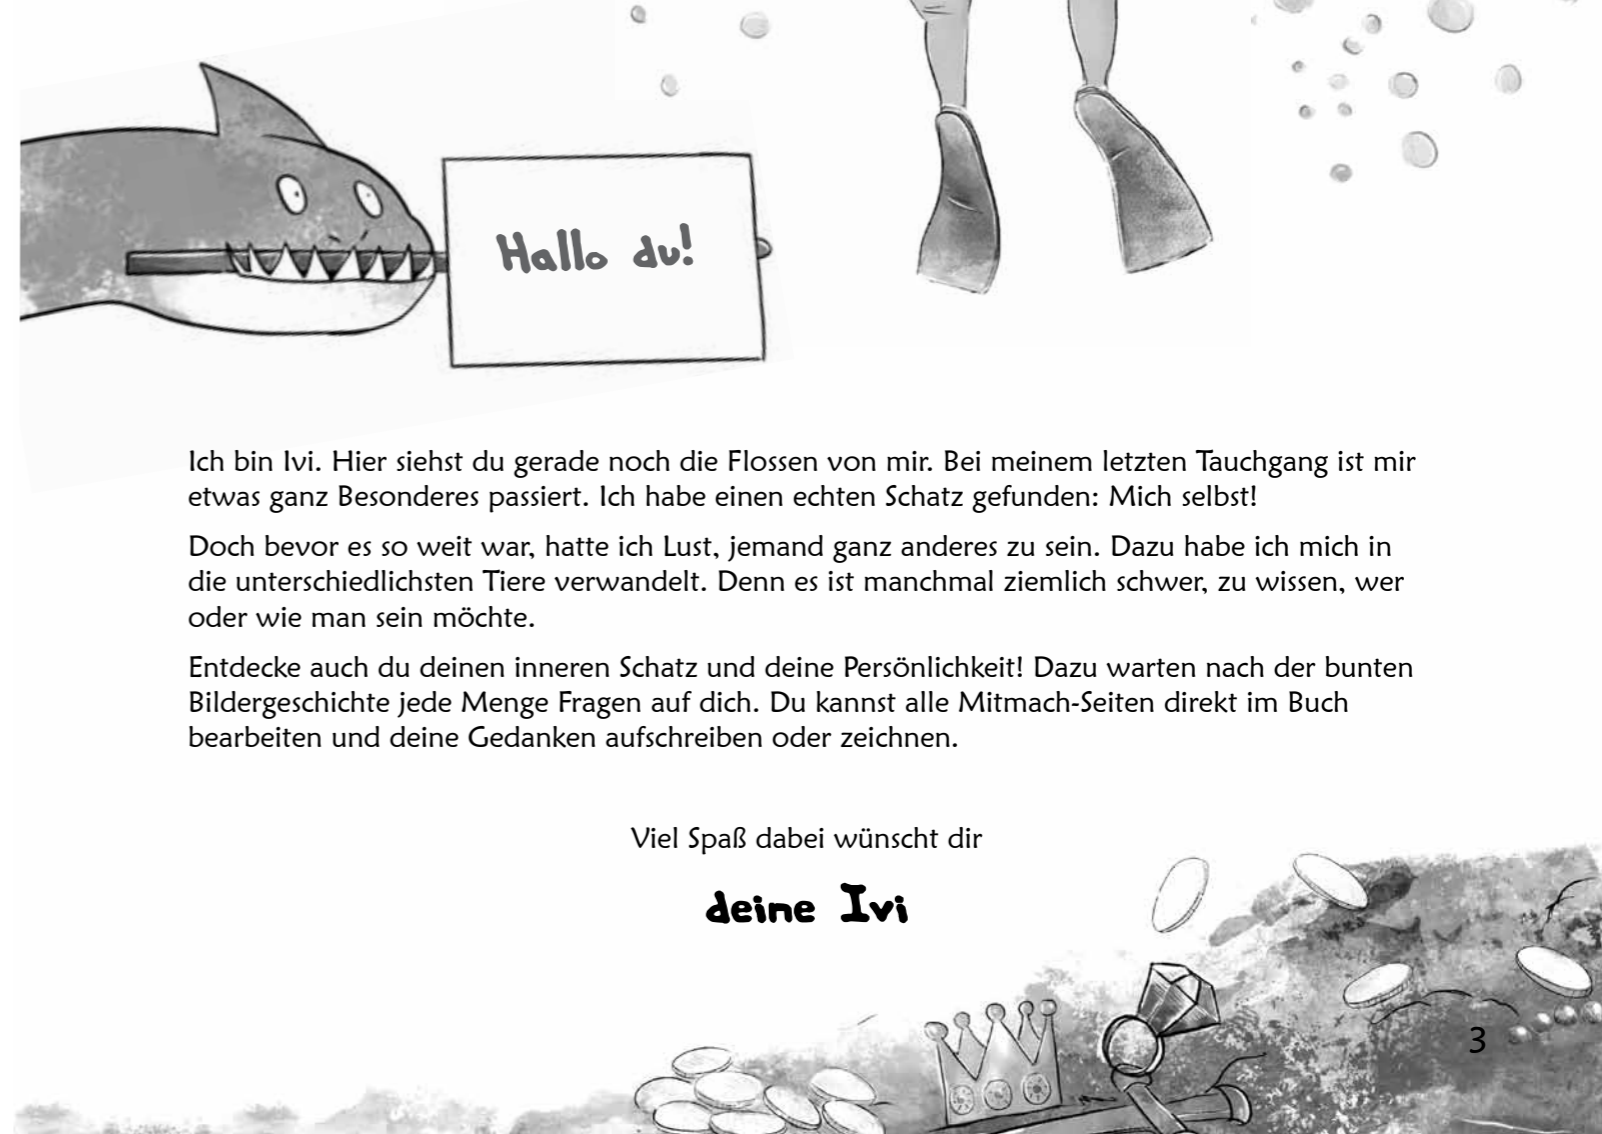 Hallo du!
Ich bin Ivi. Hier siehst du gerade noch die Flossen von mir. Bei meinem letzten Tauchgang ist mir
etwas ganz Besonderes passiert. Ich habe einen echten Schatz gefunden: Mich selbst!
Doch bevor es so weit war, hatte ich Lust, jemand ganz anderes zu sein. Dazu habe ich mich in
die unterschiedlichsten Tiere verwandelt. Denn es ist manchmal ziemlich schwer, zu wissen, wer
oder wie man sein möchte.
Entdecke auch du deinen inneren Schatz und deine Persönlichkeit! Dazu warten nach der bunten
Bildergeschichte jede Menge Fragen auf dich. Du kannst alle Mitmach-Seiten direkt im Buch
bearbeiten und deine Gedanken aufschreiben oder zeichnen.
Viel Spaß dabei wünscht dir
deine Ivi
3